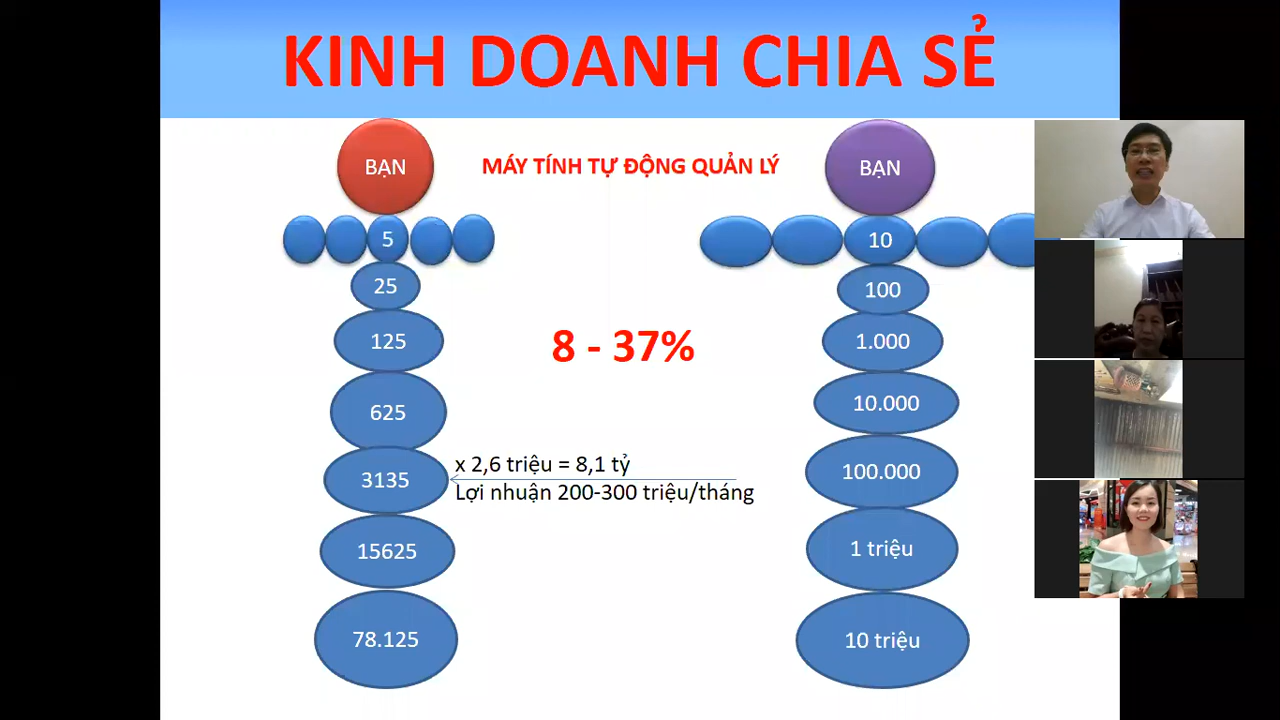 KINH DOANH CHIA SẺ
BẠN
MÁY TÍNH TỰ ĐỘNG QUẢN LÝ
BẠN
5
10
25
100
125
1.000
8 - 37%
625
10.000
3135
x 2,6 triệu = 8,1 tỷ
Lợi nhuận 200-300 triệu/tháng
100.000
15625
1 triệu
78.125
10 triệu